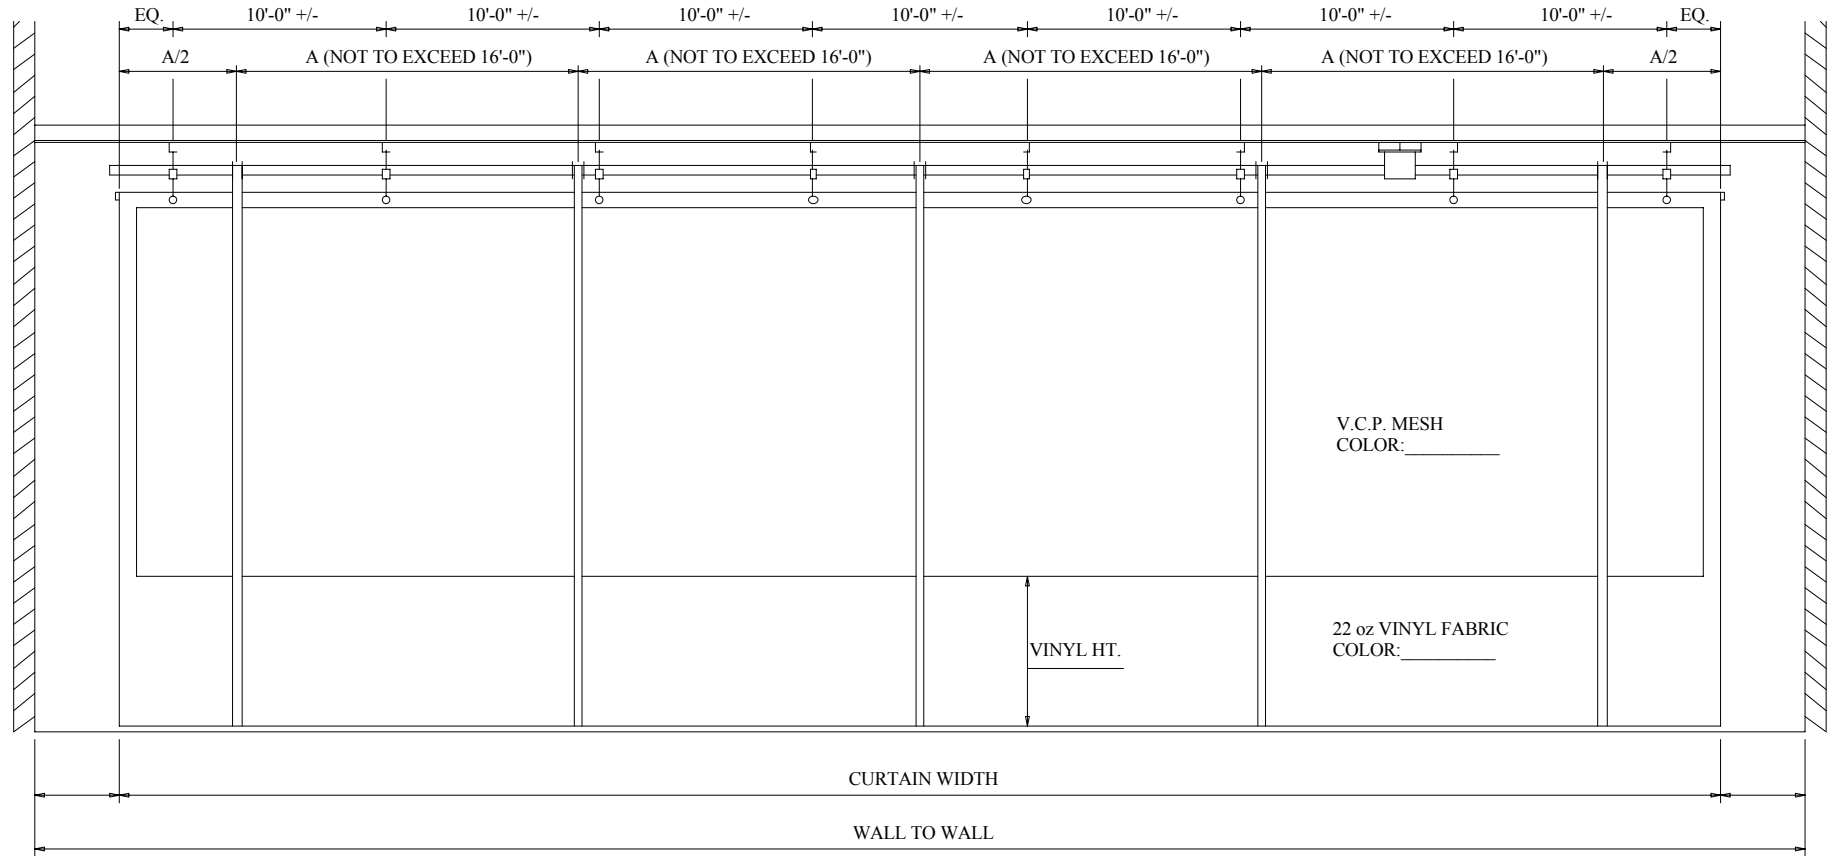 EQ. 10'-0" +/- 10'-0" +/- 10'-0" +/- 10'-0" +/- 10'-0" +/- 10'-0" +/- 10'-0" +/- EQ.
A/2 A (NOT TO EXCEED 16'-0") A (NOT TO EXCEED 16'-0") A (NOT TO EXCEED 16'-0") A (NOT TO EXCEED 16'-0") A/2
V.C.P. MESH
COLOR:__________
22 oz VINYL FABRIC
COLOR:__________
VINYL HT.
CURTAIN WIDTH
WALL TO WALL